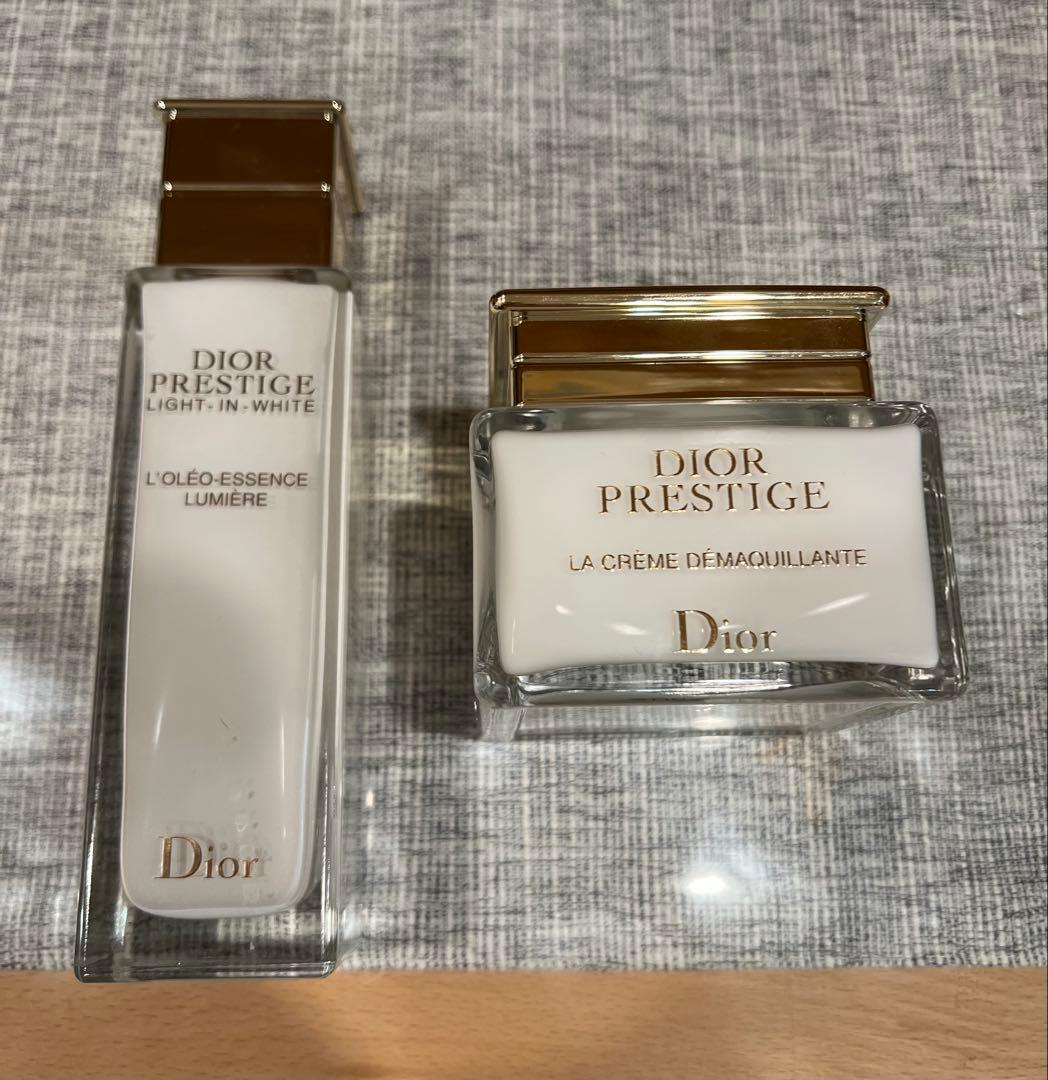 DIOR
PRESTIGE
LIGHT-IN-WHITE
L'OLÉO-ESSENCE
LUMIÈRE
Dior
DIOR
PRESTIGE
LA CRÈME DÉMAQUILLANTE
Dior